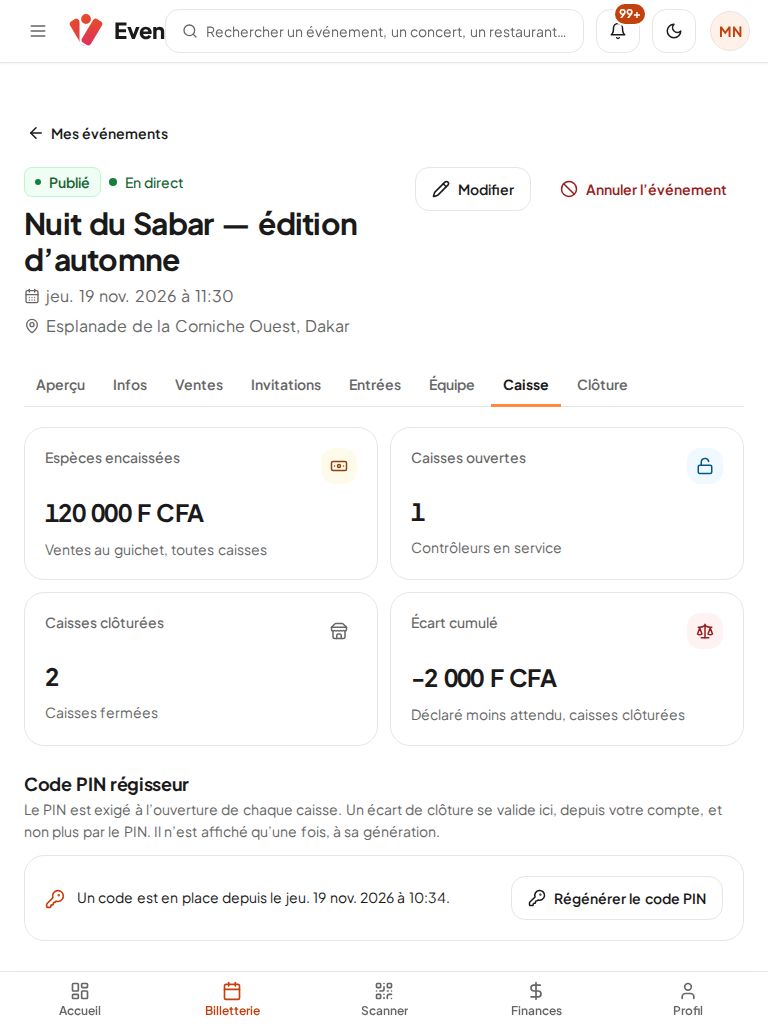 Even
Rechercher un événement, un concert, un restaurant...
99+
MN
Mes événements
Publié
En direct
Modifier
Annuler l’événement
Nuit du Sabar — édition
d’automne
jeu. 19 nov. 2026 à 11:30
Esplanade de la Corniche Ouest, Dakar
Aperçu
Infos
Ventes
Invitations
Entrées
Équipe
Caisse
Clôture
Espèces encaissées
120 000 F CFA
Ventes au guichet, toutes caisses
Caisses ouvertes
1
Contrôleurs en service
Caisses clôturées
2
Caisses fermées
Écart cumulé
−2 000 F CFA
Déclaré moins attendu, caisses clôturées
Code PIN régisseur
Le PIN est exigé à l’ouverture de chaque caisse. Un écart de clôture se valide ici, depuis votre compte, et
non plus par le PIN. Il n’est affiché qu’une fois, à sa génération.
Un code est en place depuis le jeu. 19 nov. 2026 à 10:34.
Régénérer le code PIN
Accueil
Billetterie
Scanner
Finances
Profil